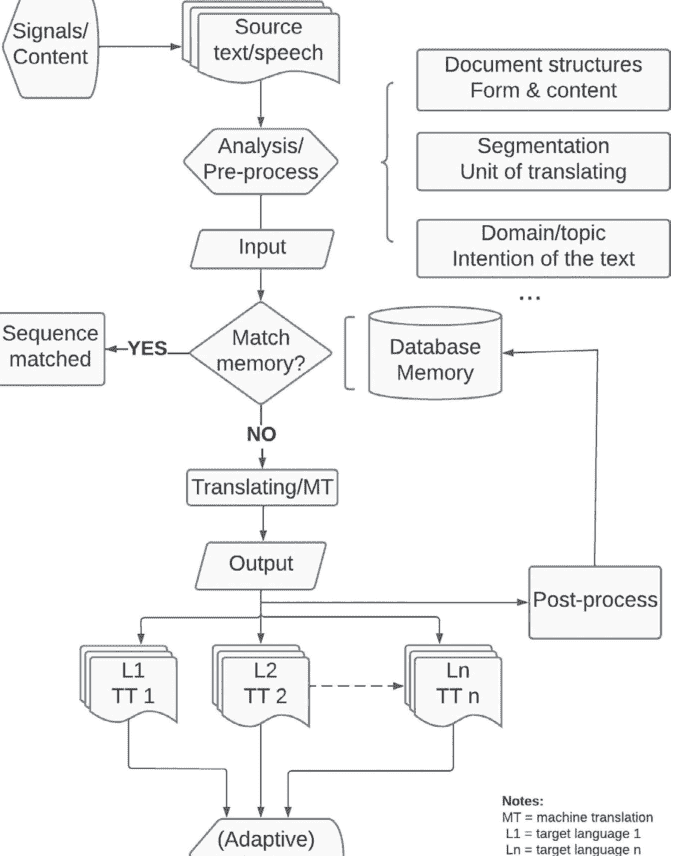 Signals/
Content
Source
text/speech
Document structures
Form & content
Analysis/
Pre-process
Segmentation
Unit of translating
Input
Domain/topic
Intention of the text
...
Sequence
matched
YES
Match
memory?
Database
Memory
NO
Translating/MT
Output
Post-process
L1
TT 1
L2
TT 2
Ln
TT n
(Adaptive)
Notes:
MT = machine translation
L1 = target language 1
Ln = target language n